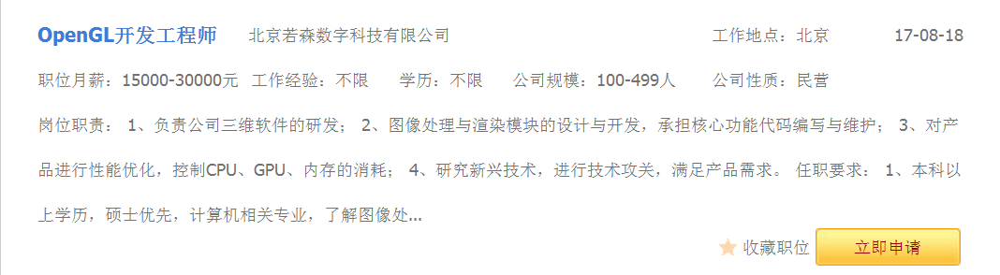 OpenGL开发工程师 北京若森数字科技有限公司 工作地点：北京 17-08-18
职位月薪：15000-30000元 工作经验：不限 学历：不限 公司规模：100-499人 公司性质：民营
岗位职责： 1、负责公司三维软件的研发； 2、图像处理与渲染模块的设计与开发，承担核心功能代码编写与维护； 3、对产
品进行性能优化，控制CPU、GPU、内存的消耗； 4、研究新兴技术，进行技术攻关，满足产品需求。 任职要求： 1、本科以
上学历，硕士优先，计算机相关专业，了解图像处...
收藏职位 立即申请